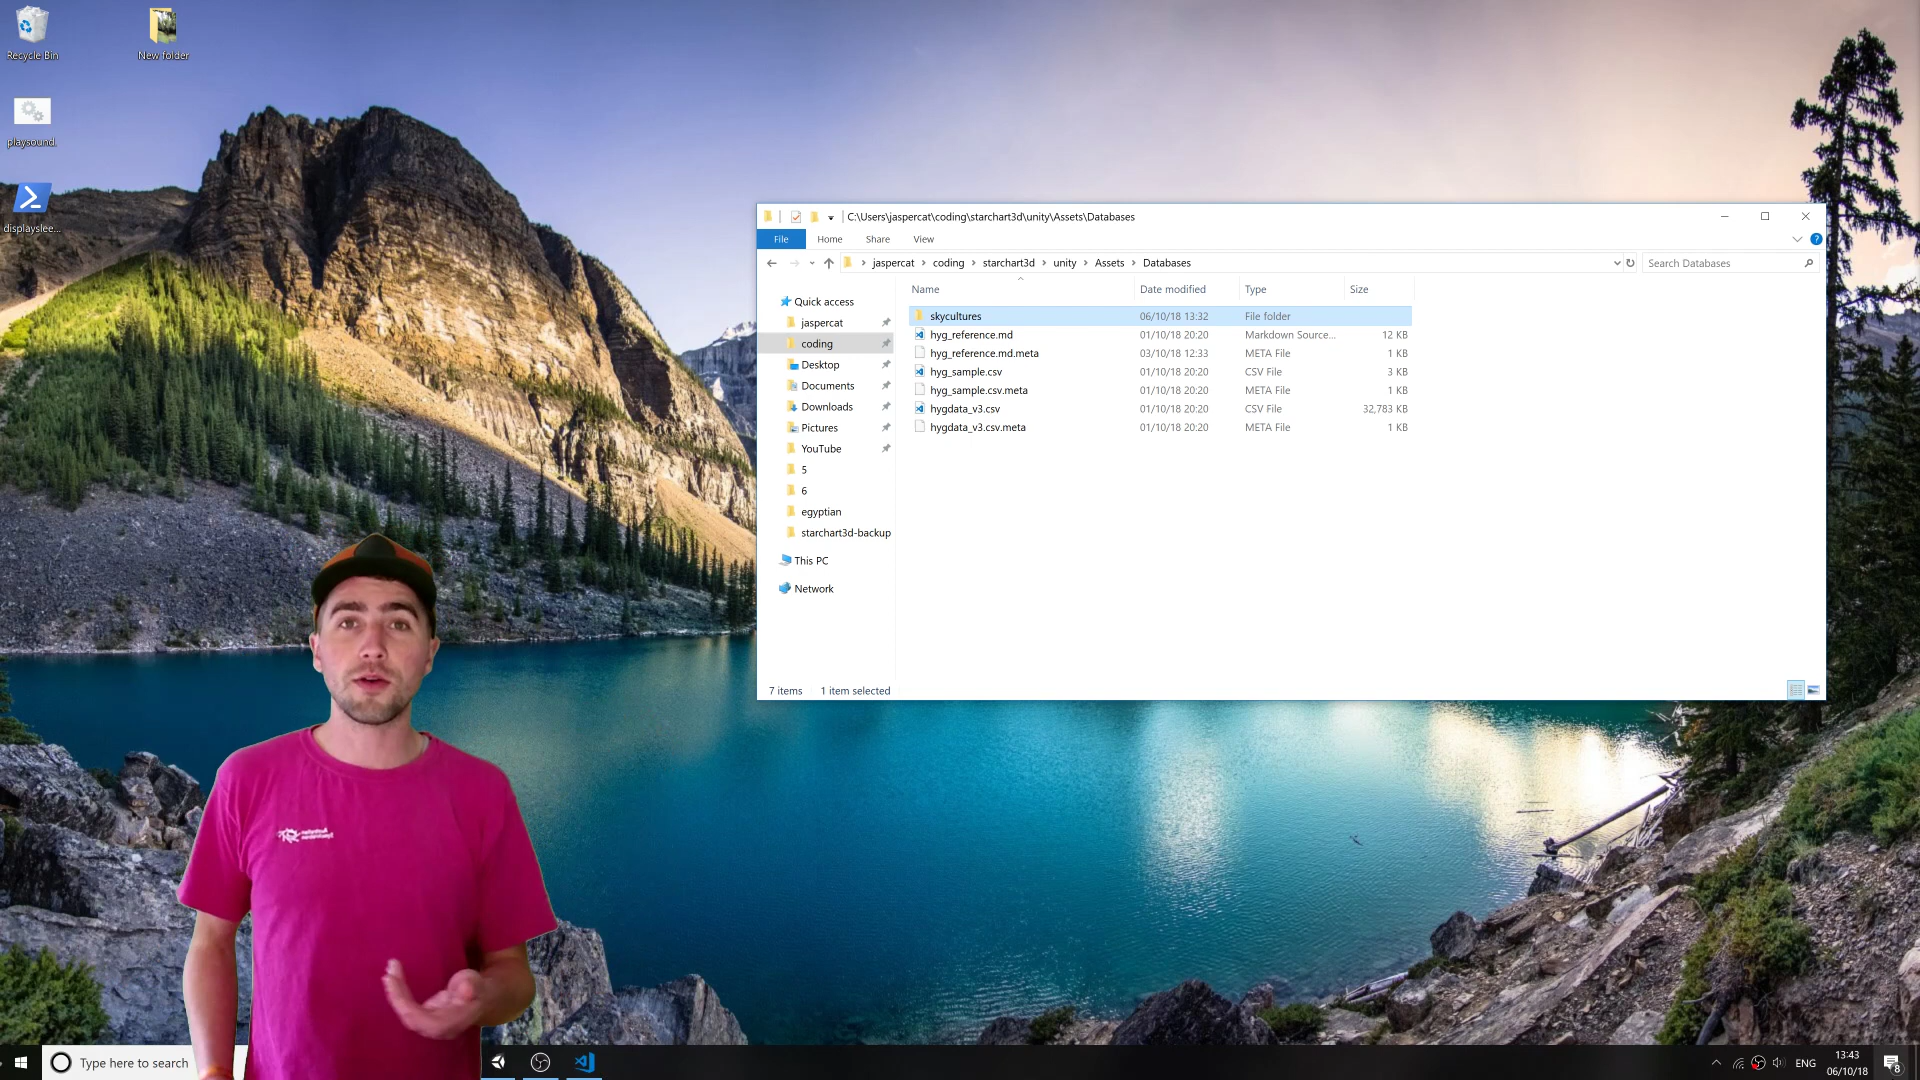 Recycle Bin
New folder
playsound.
displayslee...
C:\Users\jaspercat\coding\starchart3d\unity\Assets\Databases
File Home Share View
jaspercat coding starchart3d unity Assets Databases
Search Databases
Name Date modified Type Size
Quick access
jaspercat
coding
Desktop
Documents
Downloads
Pictures
YouTube
5
6
egyptian
starchart3d-backup
This PC
Network
skycultures 06/10/18 13:32 File folder
hyg_reference.md 01/10/18 20:20 Markdown Source... 12 KB
hyg_reference.md.meta 03/10/18 12:33 META File 1 KB
hyg_sample.csv 01/10/18 20:20 CSV File 3 KB
hyg_sample.csv.meta 01/10/18 20:20 META File 1 KB
hygdata_v3.csv 01/10/18 20:20 CSV File 32,783 KB
hygdata_v3.csv.meta 01/10/18 20:20 META File 1 KB
7 items 1 item selected
Type here to search
ENG
13:43
06/10/18
8